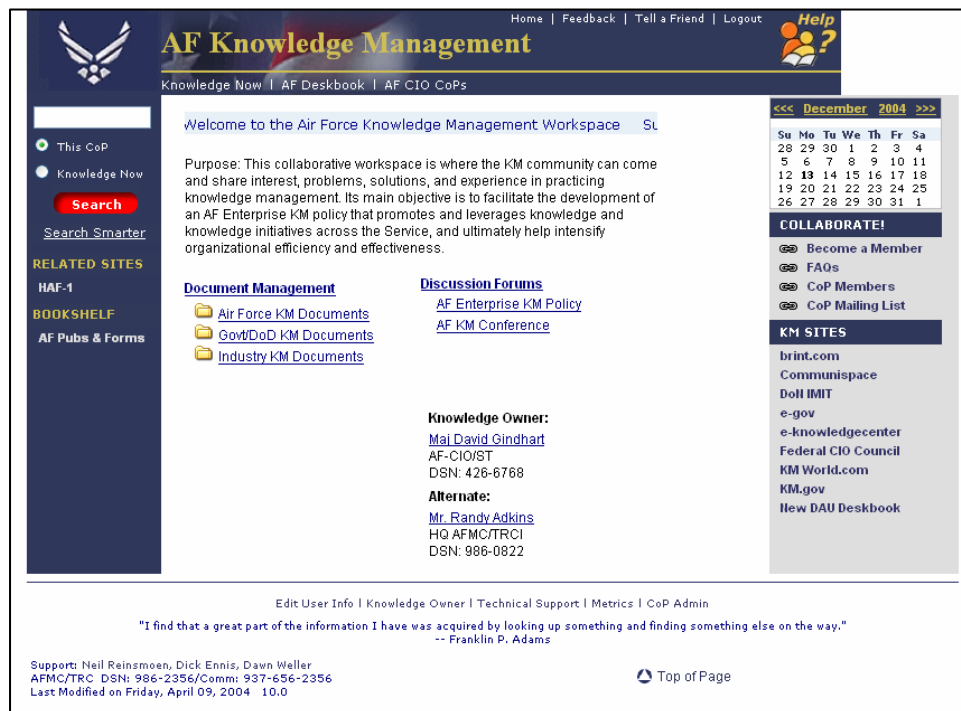 Home | Feedback | Tell a Friend | Logout
Help
?
AF Knowledge Management
Knowledge Now | AF Deskbook | AF CIO CoPs
This CoP
Knowledge Now
Search
Search Smarter
RELATED SITES
HAF-1
BOOKSHELF
AF Pubs & Forms
Welcome to the Air Force Knowledge Management Workspace
Purpose: This collaborative workspace is where the KM community can come
and share interest, problems, solutions, and experience in practicing
knowledge management. Its main objective is to facilitate the development of
an AF Enterprise KM policy that promotes and leverages knowledge and
knowledge initiatives across the Service, and ultimately help intensify
organizational efficiency and effectiveness.
Document Management
Air Force KM Documents
Govt/DoD KM Documents
Industry KM Documents
Discussion Forums
AF Enterprise KM Policy
AF KM Conference
Knowledge Owner:
Maj David Gindhart
AF-CIO/ST
DSN: 426-6768
Alternate:
Mr. Randy Adkins
HQ AFMC/TRCI
DSN: 986-0822
<<< December 2004 >>>
Su Mo Tu We Th Fr Sa
28 29 30 1 2 3 4
5 6 7 8 9 10 11
12 13 14 15 16 17 18
19 20 21 22 23 24 25
26 27 28 29 30 31 1
COLLABORATE!
Become a Member
FAQs
CoP Members
CoP Mailing List
KM SITES
brint.com
Communispace
DoN IMIT
e-gov
e-knowledgecenter
Federal CIO Council
KM World.com
KM.gov
New DAU Deskbook
Edit User Info | Knowledge Owner | Technical Support | Metrics | CoP Admin
"I find that a great part of the information I have was acquired by looking up something and finding something else on the way."
-- Franklin P. Adams
Support: Neil Reinsmoen, Dick Ennis, Dawn Weller
AFMC/TRC DSN: 986-2356/Comm: 937-656-2356
Last Modified on Friday, April 09, 2004 10.0
Top of Page